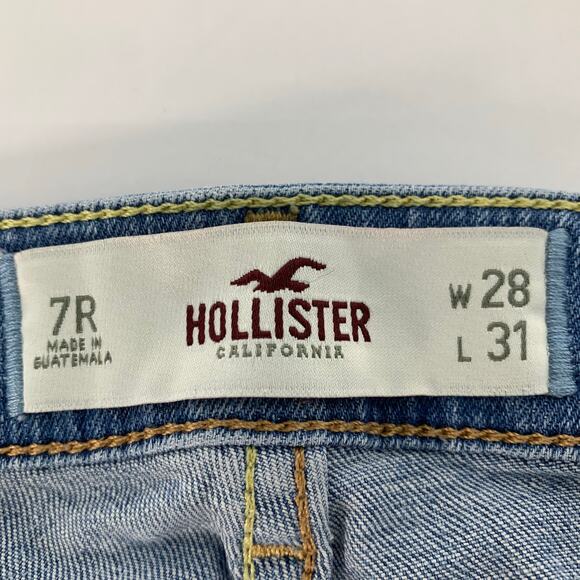 7R
MADE IN
GUATEMALA
HOLLISTER
CALIFORNIA
W 28
L 31